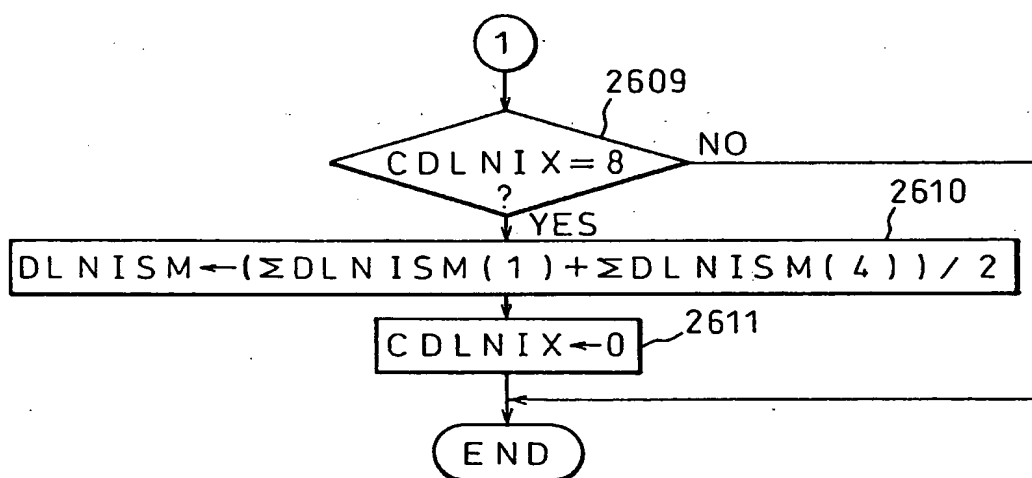 1
2609
CDLNIX=8
?
NO
YES
2610
DLNISM←(ΣDLNISM(1)+ΣDLNISM(4))/2
2611
CDLNIX←0
END